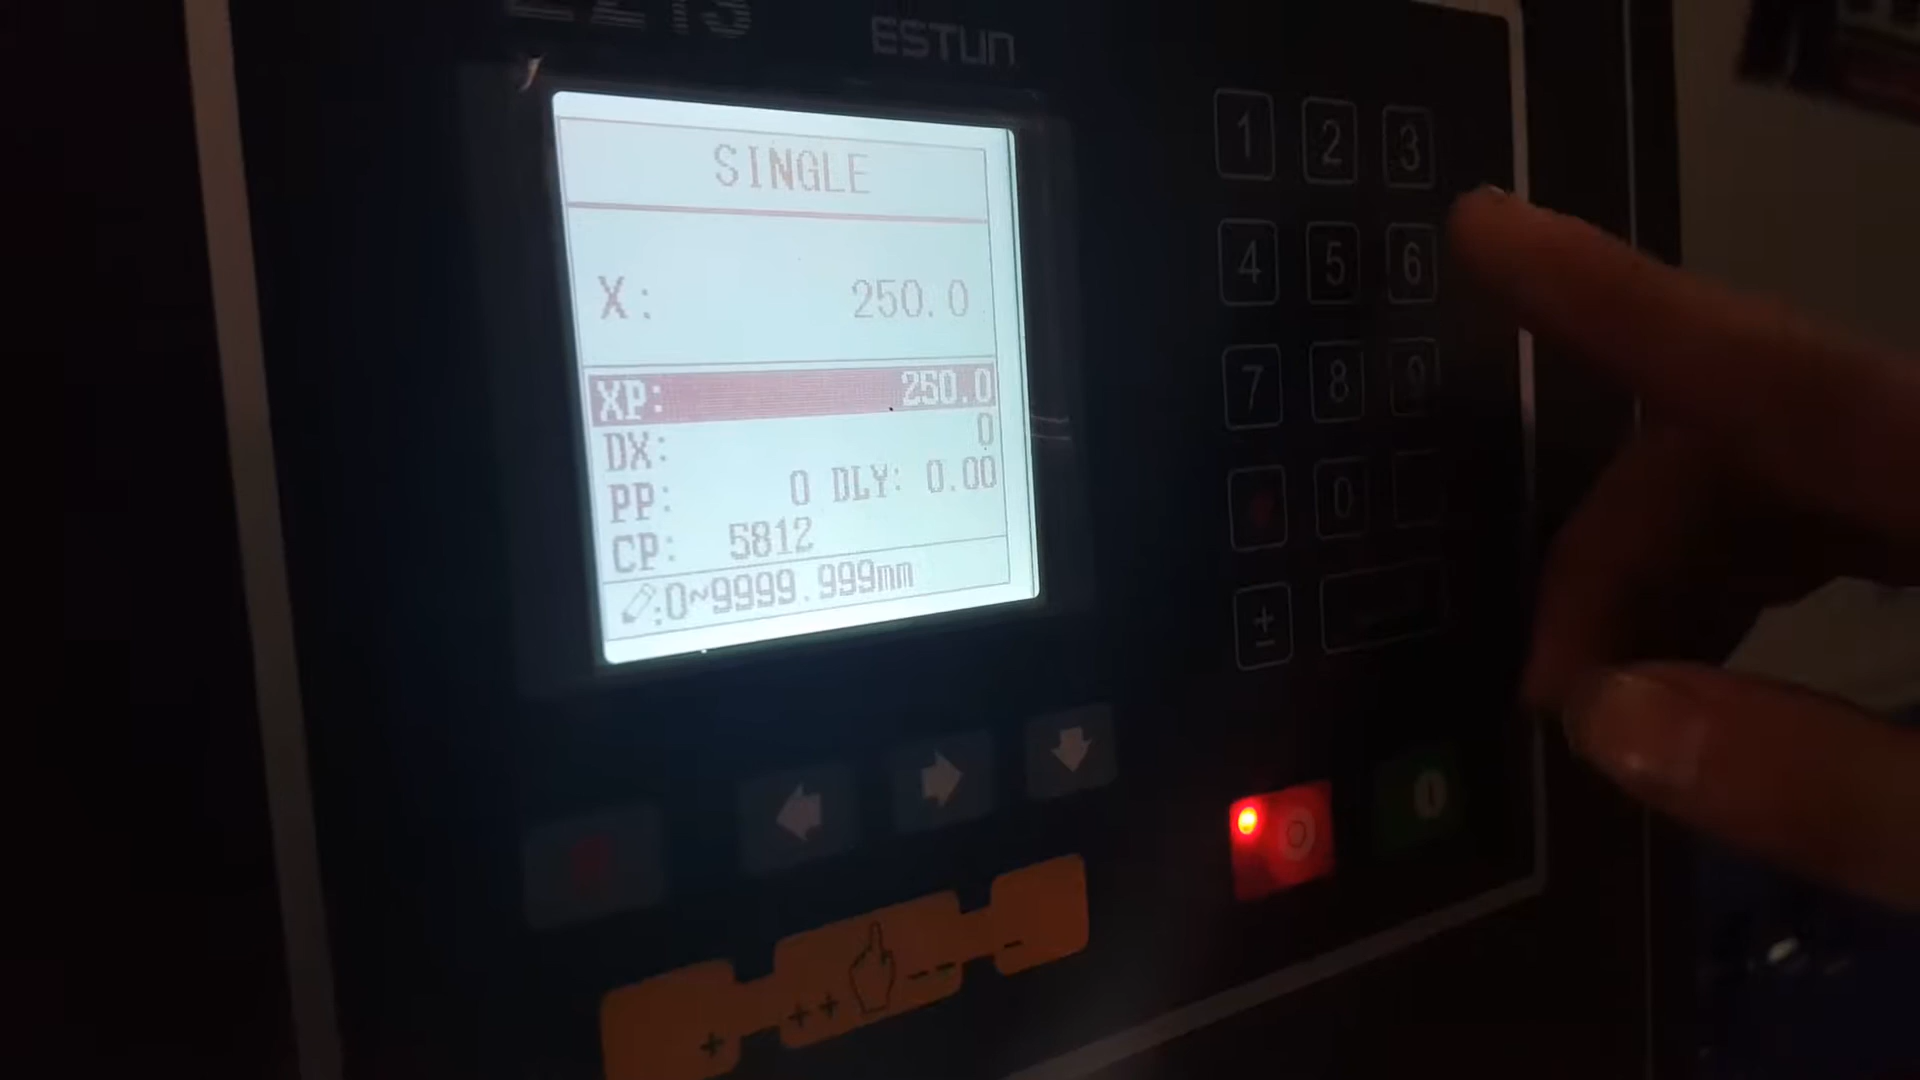 ESTUN
SINGLE
X: 250.0
XP: 250.0
DX: 0
PP: 0 DLY: 0.00
CP: 5812
:0~9999.999mm
1 2 3
4 5 6
7 8 9
0
±
+ ++ -- -